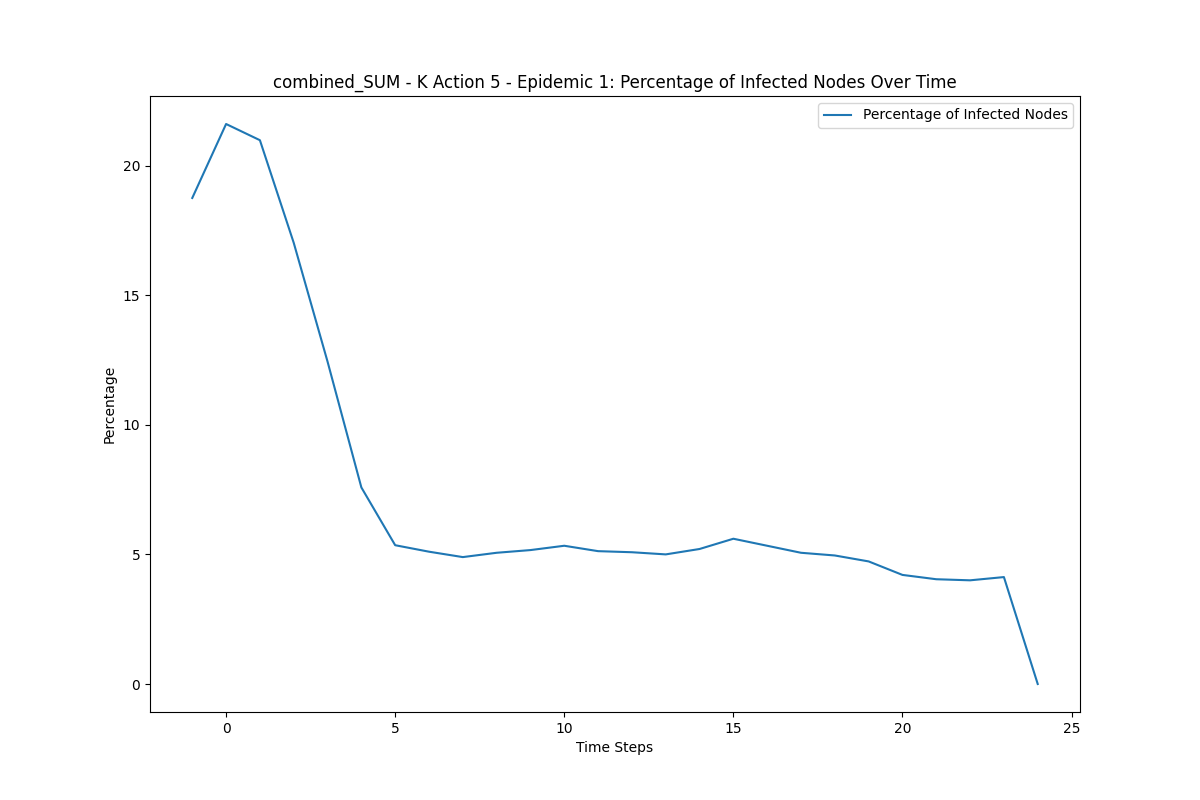 combined_SUM - K Action 5 - Epidemic 1: Percentage of Infected Nodes Over Time
Percentage of Infected Nodes
20
15
10
5
0
Percentage
0 5 10 15 20 25
Time Steps